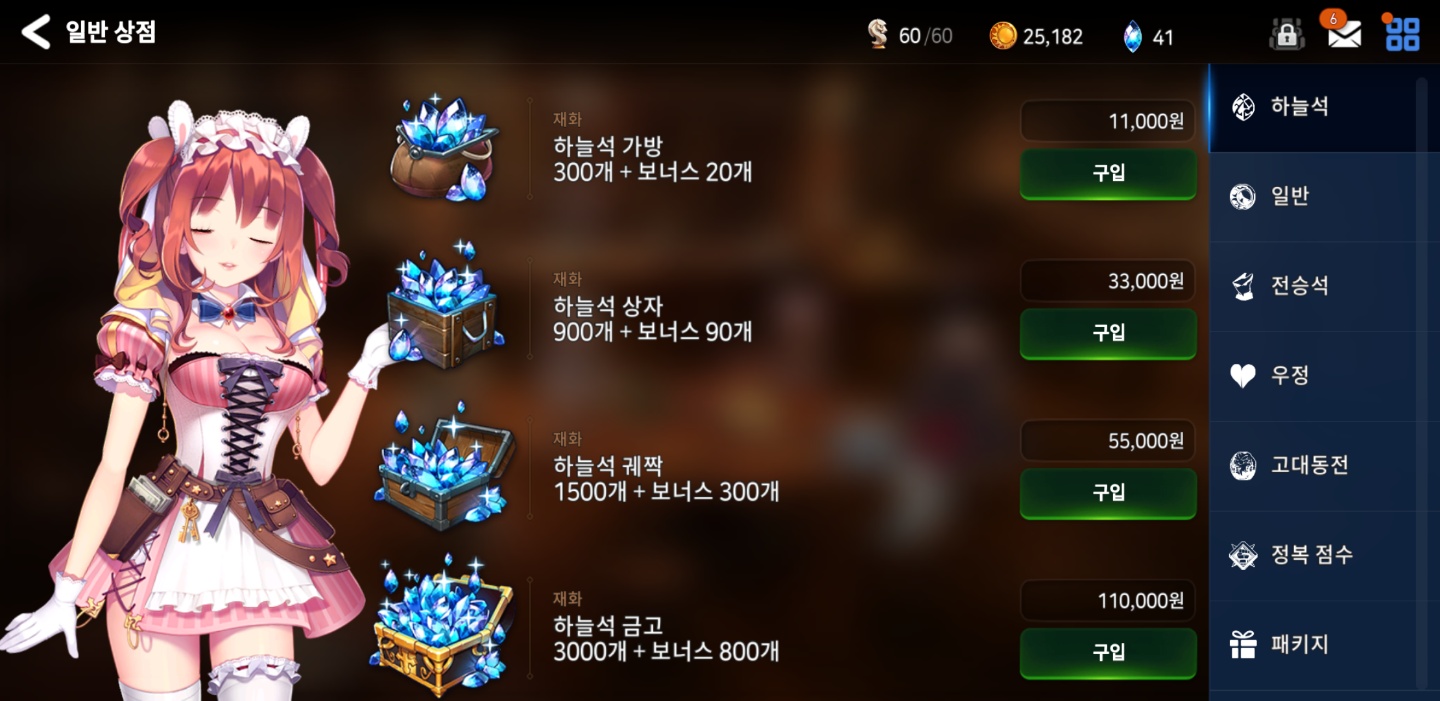 일반 상점
60/60
25,182
41
6
재화
하늘석 가방
300개 + 보너스 20개
11,000원
구입
재화
하늘석 상자
900개 + 보너스 90개
33,000원
구입
재화
하늘석 궤짝
1500개 + 보너스 300개
55,000원
구입
재화
하늘석 금고
3000개 + 보너스 800개
110,000원
구입
하늘석
일반
전승석
우정
고대동전
정복 점수
패키지